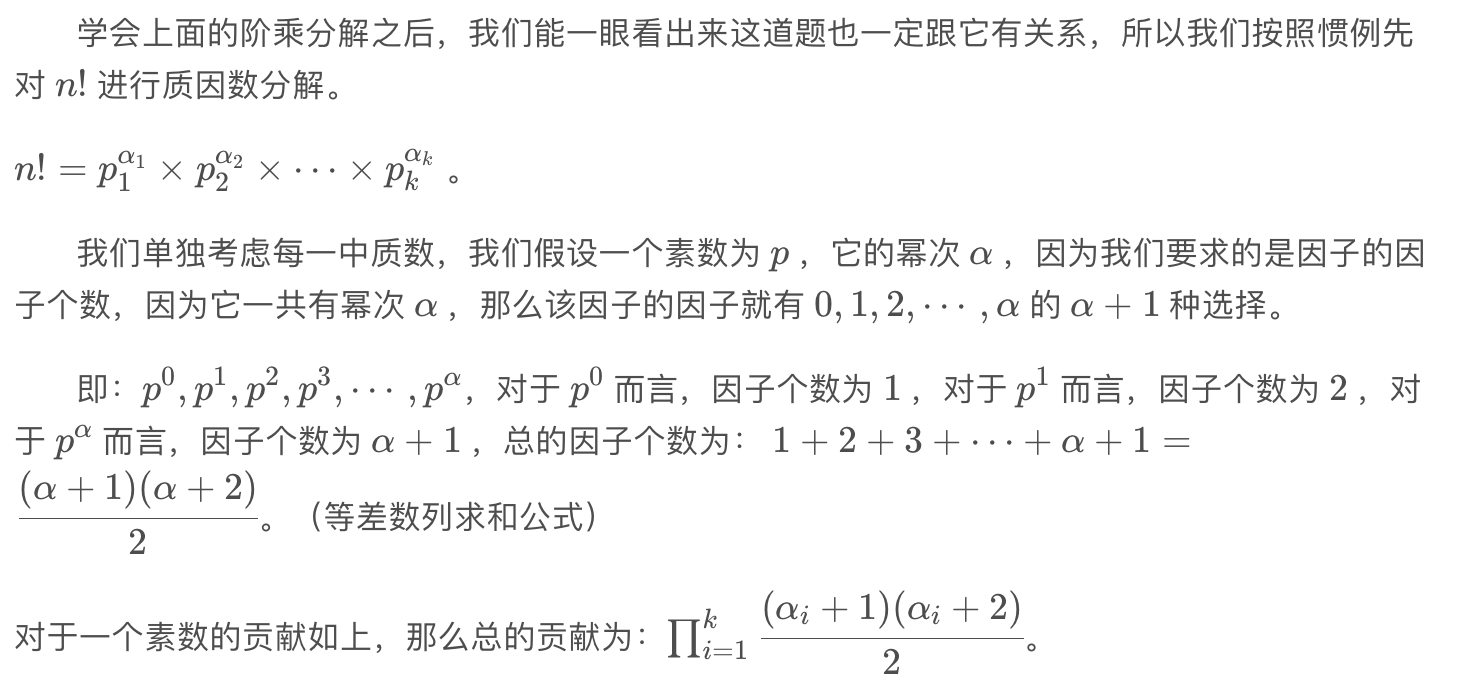 学会上面的阶乘分解之后，我们能一眼看出来这道题也一定跟它有关系，所以我们按照惯例先
对 $n!$ 进行质因数分解。
$n! = p_1^{\alpha_1} \times p_2^{\alpha_2} \times \cdots \times p_k^{\alpha_k}$ 。
我们单独考虑每一中质数，我们假设一个素数为 $p$ ，它的幂次 $\alpha$ ，因为我们要求的是因子的因
子个数，因为它一共有幂次 $\alpha$ ，那么该因子的因子就有 $0, 1, 2, \cdots, \alpha$ 的 $\alpha + 1$ 种选择。
即：$p^0, p^1, p^2, p^3, \cdots, p^{\alpha}$，对于 $p^0$ 而言，因子个数为 $1$ ，对于 $p^1$ 而言，因子个数为 $2$ ，对
于 $p^{\alpha}$ 而言，因子个数为 $\alpha + 1$ ，总的因子个数为： $1 + 2 + 3 + \cdots + \alpha + 1 =$
$\dfrac{(\alpha + 1)(\alpha + 2)}{2}$。（等差数列求和公式）
对于一个素数的贡献如上，那么总的贡献为：$\prod_{i=1}^{k} \dfrac{(\alpha_i + 1)(\alpha_i + 2)}{2}$。